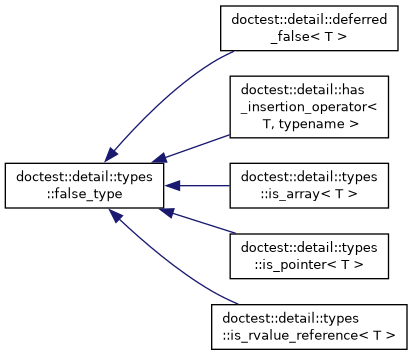 doctest::detail::deferred
_false< T >
doctest::detail::has
_insertion_operator<
T, typename >
doctest::detail::types
::false_type
doctest::detail::types
::is_array< T >
doctest::detail::types
::is_pointer< T >
doctest::detail::types
::is_rvalue_reference< T >